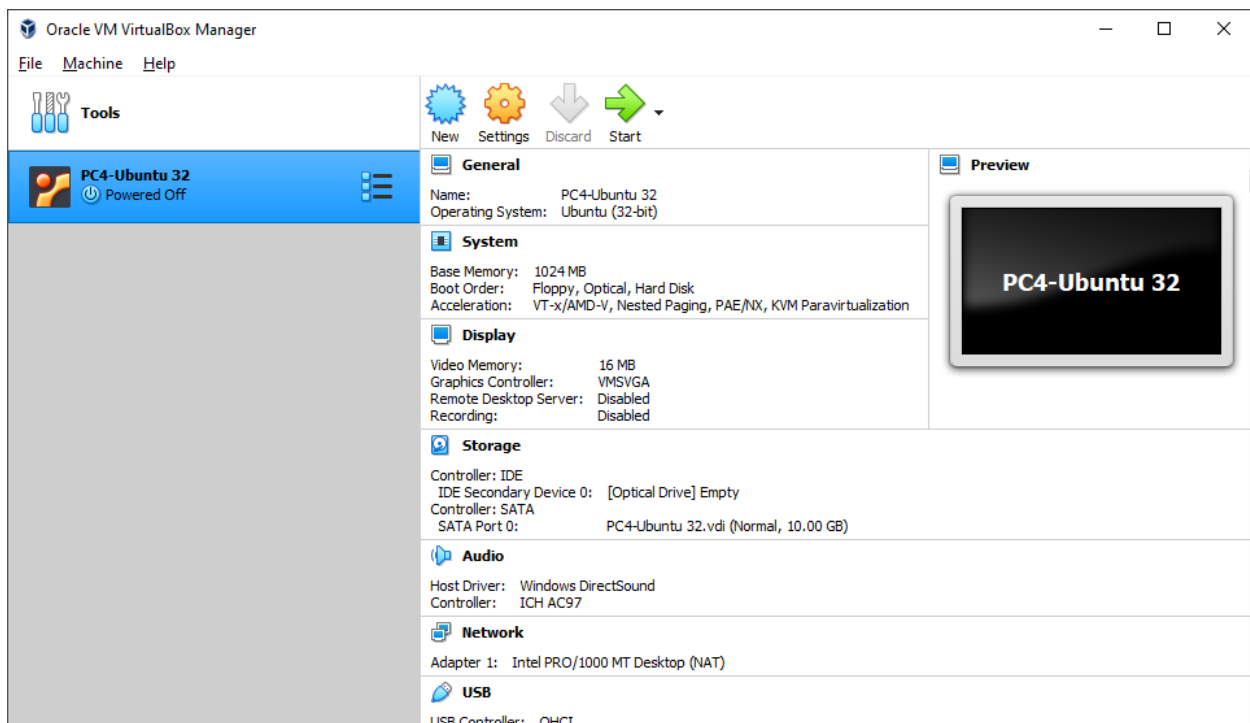 Oracle VM VirtualBox Manager
File Machine Help
Tools
New Settings Discard Start
PC4-Ubuntu 32
Powered Off
General
Name: PC4-Ubuntu 32
Operating System: Ubuntu (32-bit)
System
Base Memory: 1024 MB
Boot Order: Floppy, Optical, Hard Disk
Acceleration: VT-x/AMD-V, Nested Paging, PAE/NX, KVM Paravirtualization
Display
Video Memory: 16 MB
Graphics Controller: VMSVGA
Remote Desktop Server: Disabled
Recording: Disabled
Preview
PC4-Ubuntu 32
Storage
Controller: IDE
IDE Secondary Device 0: [Optical Drive] Empty
Controller: SATA
SATA Port 0: PC4-Ubuntu 32.vdi (Normal, 10.00 GB)
Audio
Host Driver: Windows DirectSound
Controller: ICH AC97
Network
Adapter 1: Intel PRO/1000 MT Desktop (NAT)
USB
USB Controller: OHCI